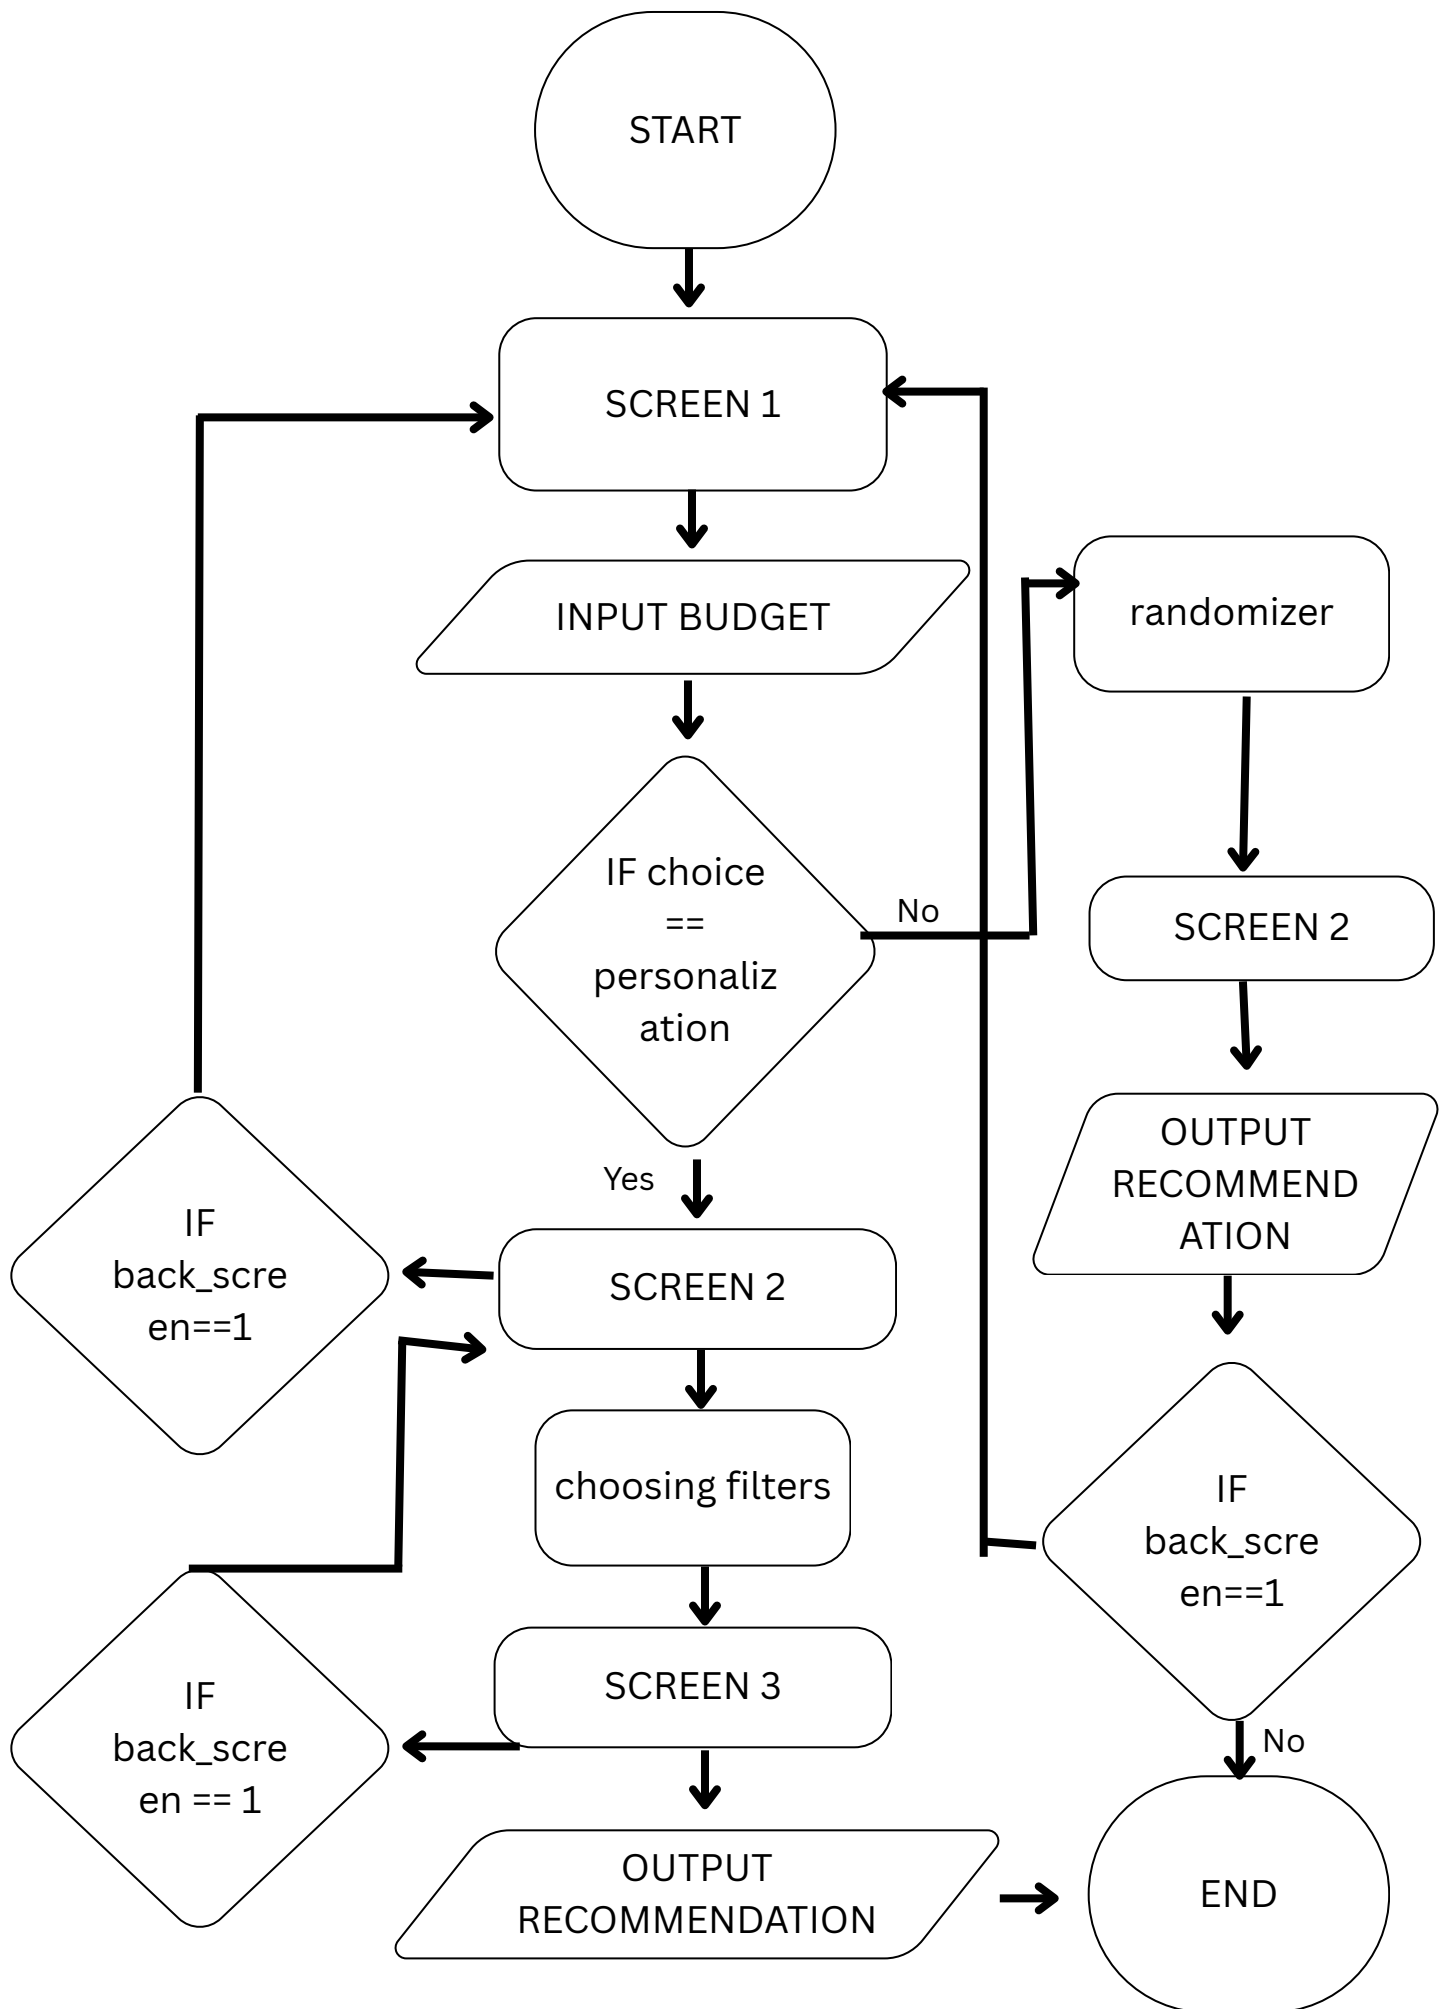 START
SCREEN 1
INPUT BUDGET
randomizer
IF choice
==
personaliz
ation
No
SCREEN 2
OUTPUT
RECOMMEND
ATION
Yes
IF
back_scre
en==1
SCREEN 2
choosing filters
IF
back_scre
en==1
SCREEN 3
IF
back_scre
en == 1
No
OUTPUT
RECOMMENDATION
END